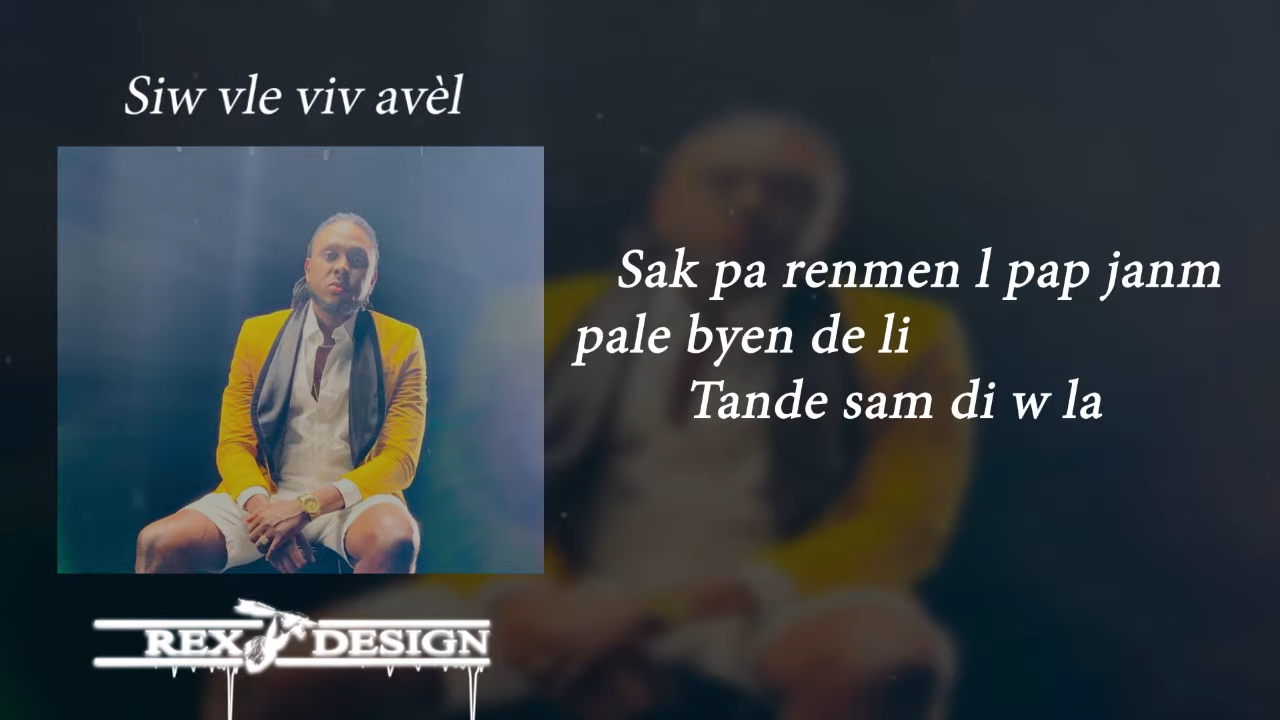 Siw vle viv avèl
Sak pa renmen l pap janm
pale byen de li
Tande sam di w la
REX DESIGN